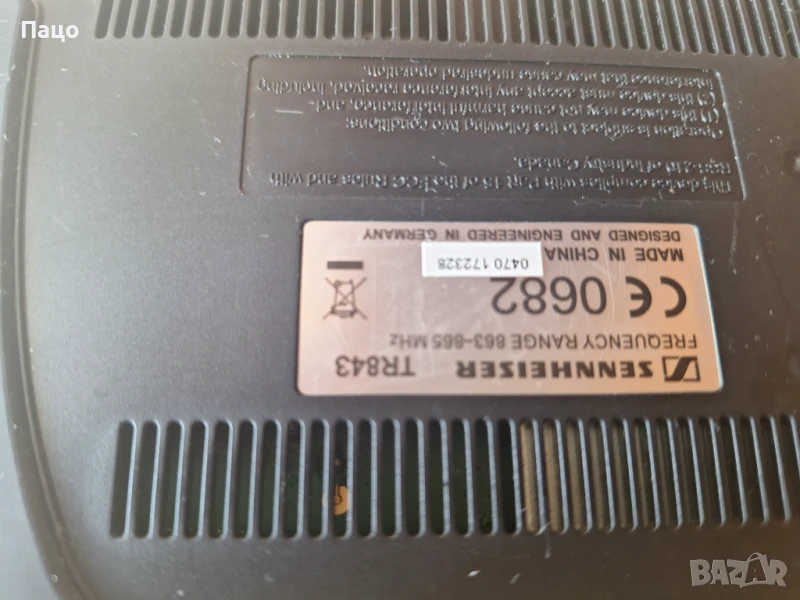 Пацо
SENNHEISER TR843
FREQUENCY RANGE 863-865 MHz
CE 0682
MADE IN CHINA
0470 172328
DESIGNED AND ENGINEERED IN GERMANY
This device complies with Part 15 of the FCC Rules and with
RSS-210 of Industry Canada.
Operation is subject to the following two conditions:
(1) this device may not cause harmful interference, and
(2) this device must accept any interference received, including
interference that may cause undesired operation.
BAZAR